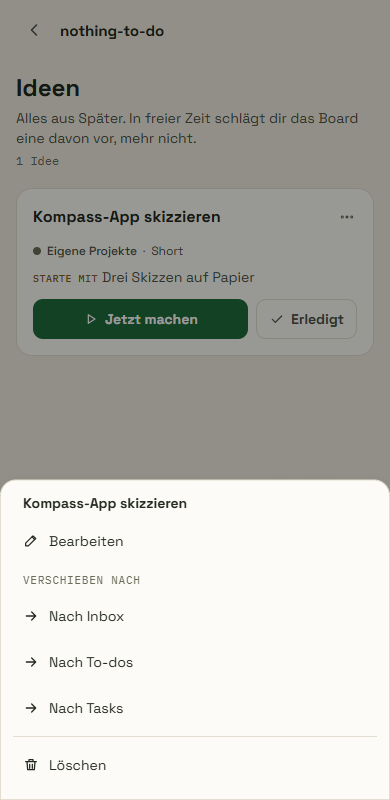 nothing-to-do
Ideen
Alles aus Später. In freier Zeit schlägt dir das Board
eine davon vor, mehr nicht.
1 Idee
Kompass-App skizzieren
Eigene Projekte · Short
STARTE MIT Drei Skizzen auf Papier
Jetzt machen
Erledigt
Kompass-App skizzieren
Bearbeiten
VERSCHIEBEN NACH
Nach Inbox
Nach To-dos
Nach Tasks
Löschen